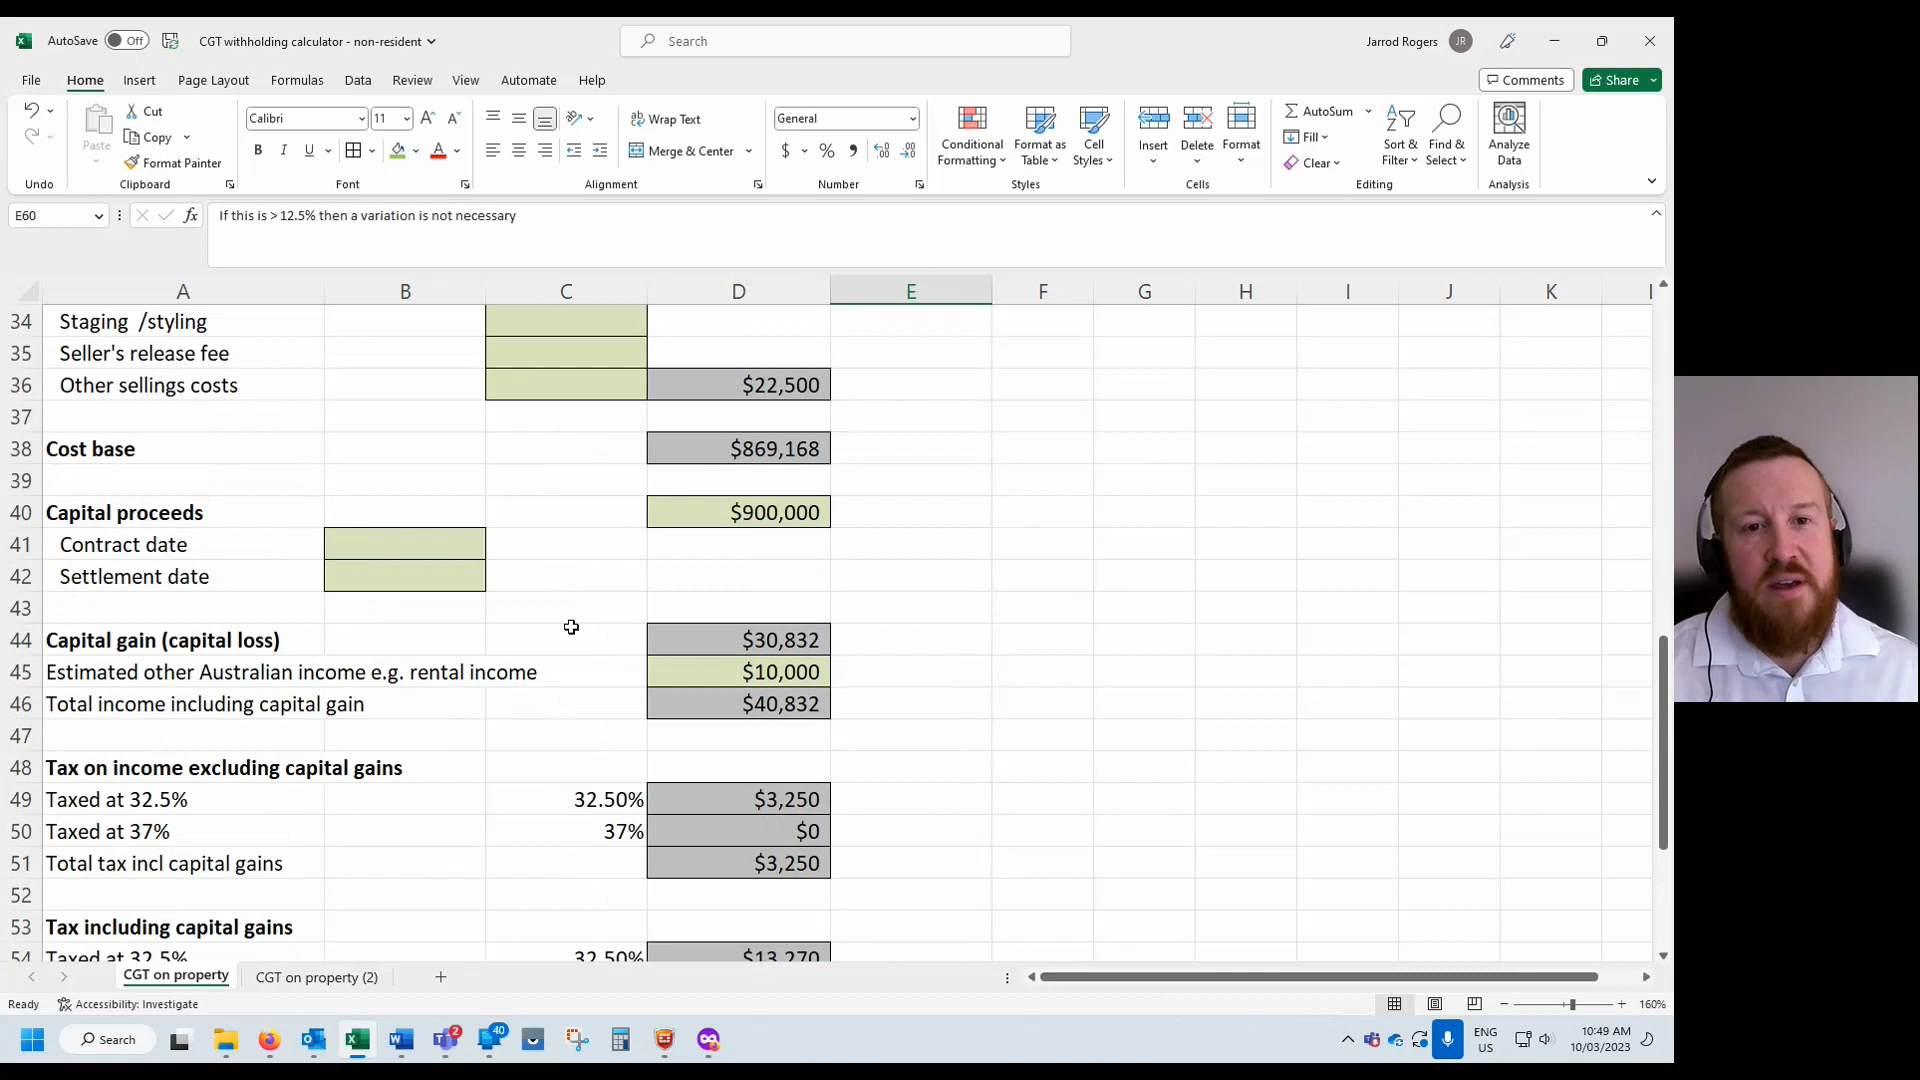 AutoSave Off CGT withholding calculator - non-resident Search Jarrod Rogers JR
File Home Insert Page Layout Formulas Data Review View Automate Help Comments Share
Cut
Copy
Format Painter
Paste
Calibri 11
B I U
Wrap Text
Merge & Center
General
$ %
Conditional Formatting
Format as Table
Cell Styles
Insert Delete Format
AutoSum
Fill
Clear
Sort & Filter
Find & Select
Analyze Data
Undo Clipboard Font Alignment Number Styles Cells Editing Analysis
E60 fx If this is > 12.5% then a variation is not necessary
A B C D E F G H I J K
34 Staging /styling
35 Seller's release fee
36 Other sellings costs $22,500
37
38 Cost base $869,168
39
40 Capital proceeds $900,000
41 Contract date
42 Settlement date
43
44 Capital gain (capital loss) $30,832
45 Estimated other Australian income e.g. rental income $10,000
46 Total income including capital gain $40,832
47
48 Tax on income excluding capital gains
49 Taxed at 32.5% 32.50% $3,250
50 Taxed at 37% 37% $0
51 Total tax incl capital gains $3,250
52
53 Tax including capital gains
54 Taxed at 32.5% 32.50% $13,270
CGT on property CGT on property (2)
Ready Accessibility: Investigate 160%
Search 2 40 ENG US 10:49 AM 10/03/2023